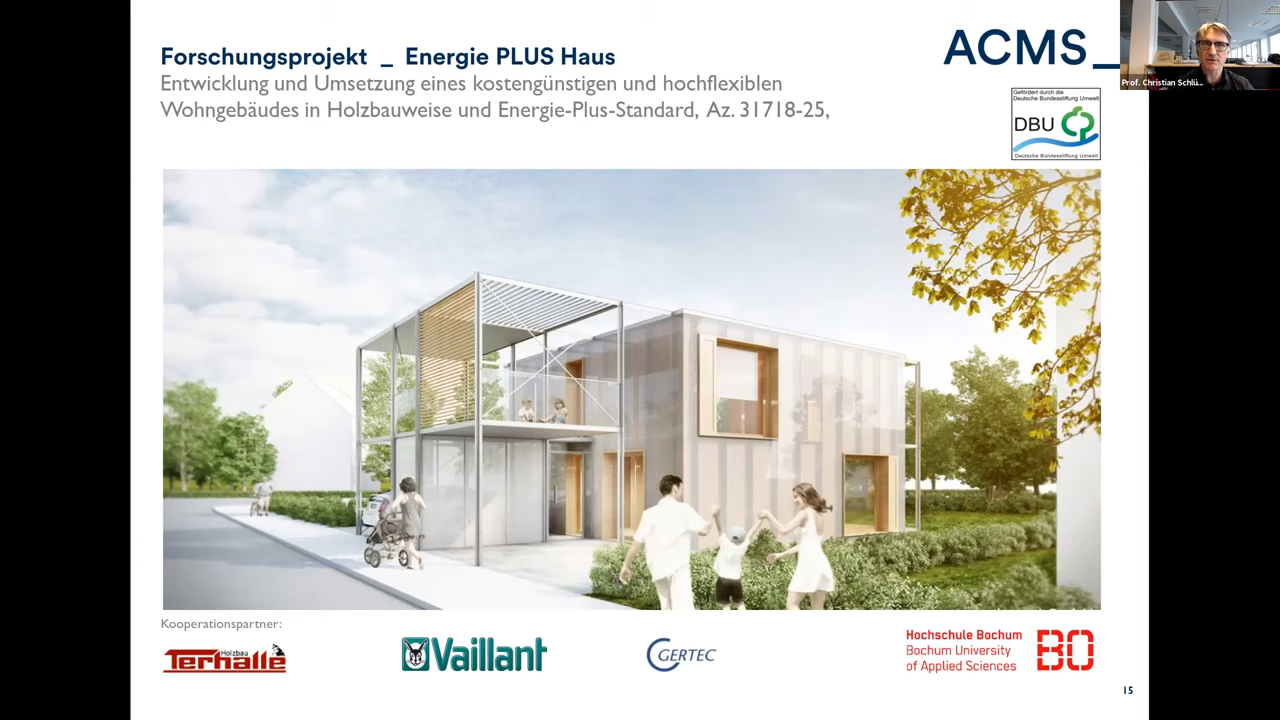 Forschungsprojekt _ Energie PLUS Haus
Entwicklung und Umsetzung eines kostengünstigen und hochflexiblen
Wohngebäudes in Holzbauweise und Energie-Plus-Standard, Az. 31718-25,
ACMS_
Prof. Christian Schlü...
Gefördert durch die
Deutsche Bundesstiftung Umwelt
DBU
Deutsche Bundesstiftung Umwelt
Kooperationspartner:
Holzbau
Terhalle
Vaillant
GERTEC
Hochschule Bochum
Bochum University
of Applied Sciences
BO
15